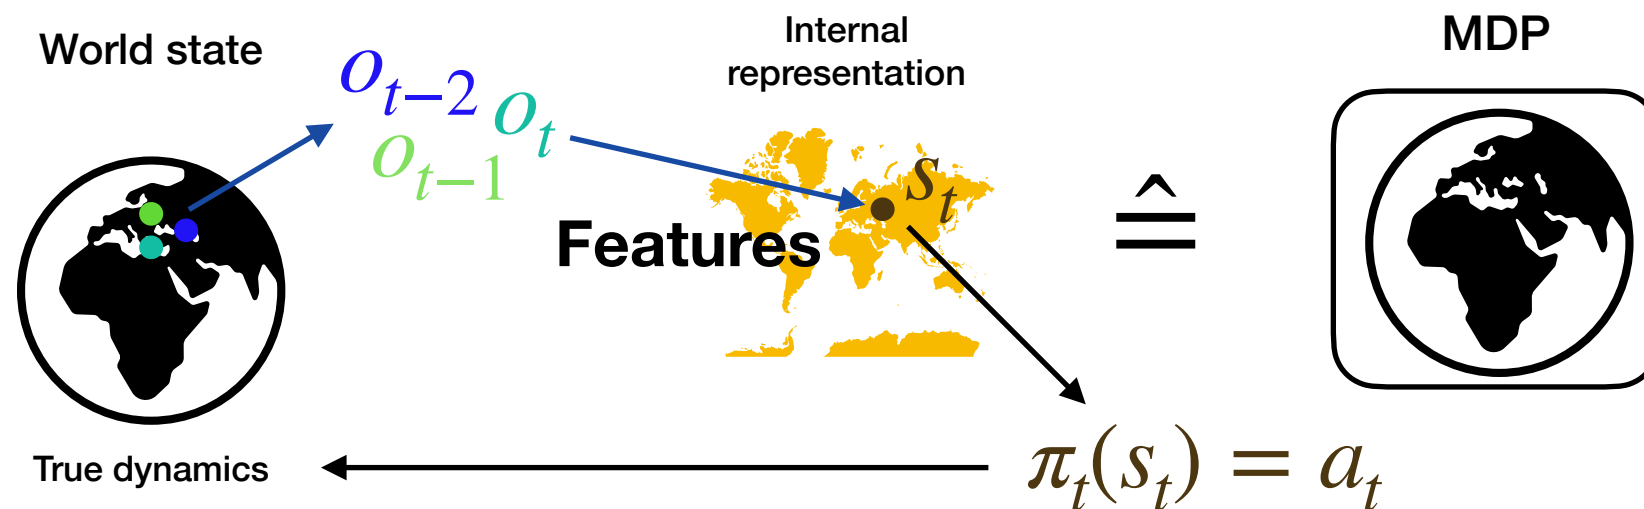 World state
Internal
representation
MDP
o_{t−2}
o_t
o_{t−1}
s_t
Features
≙
True dynamics
π_t(s_t) = a_t